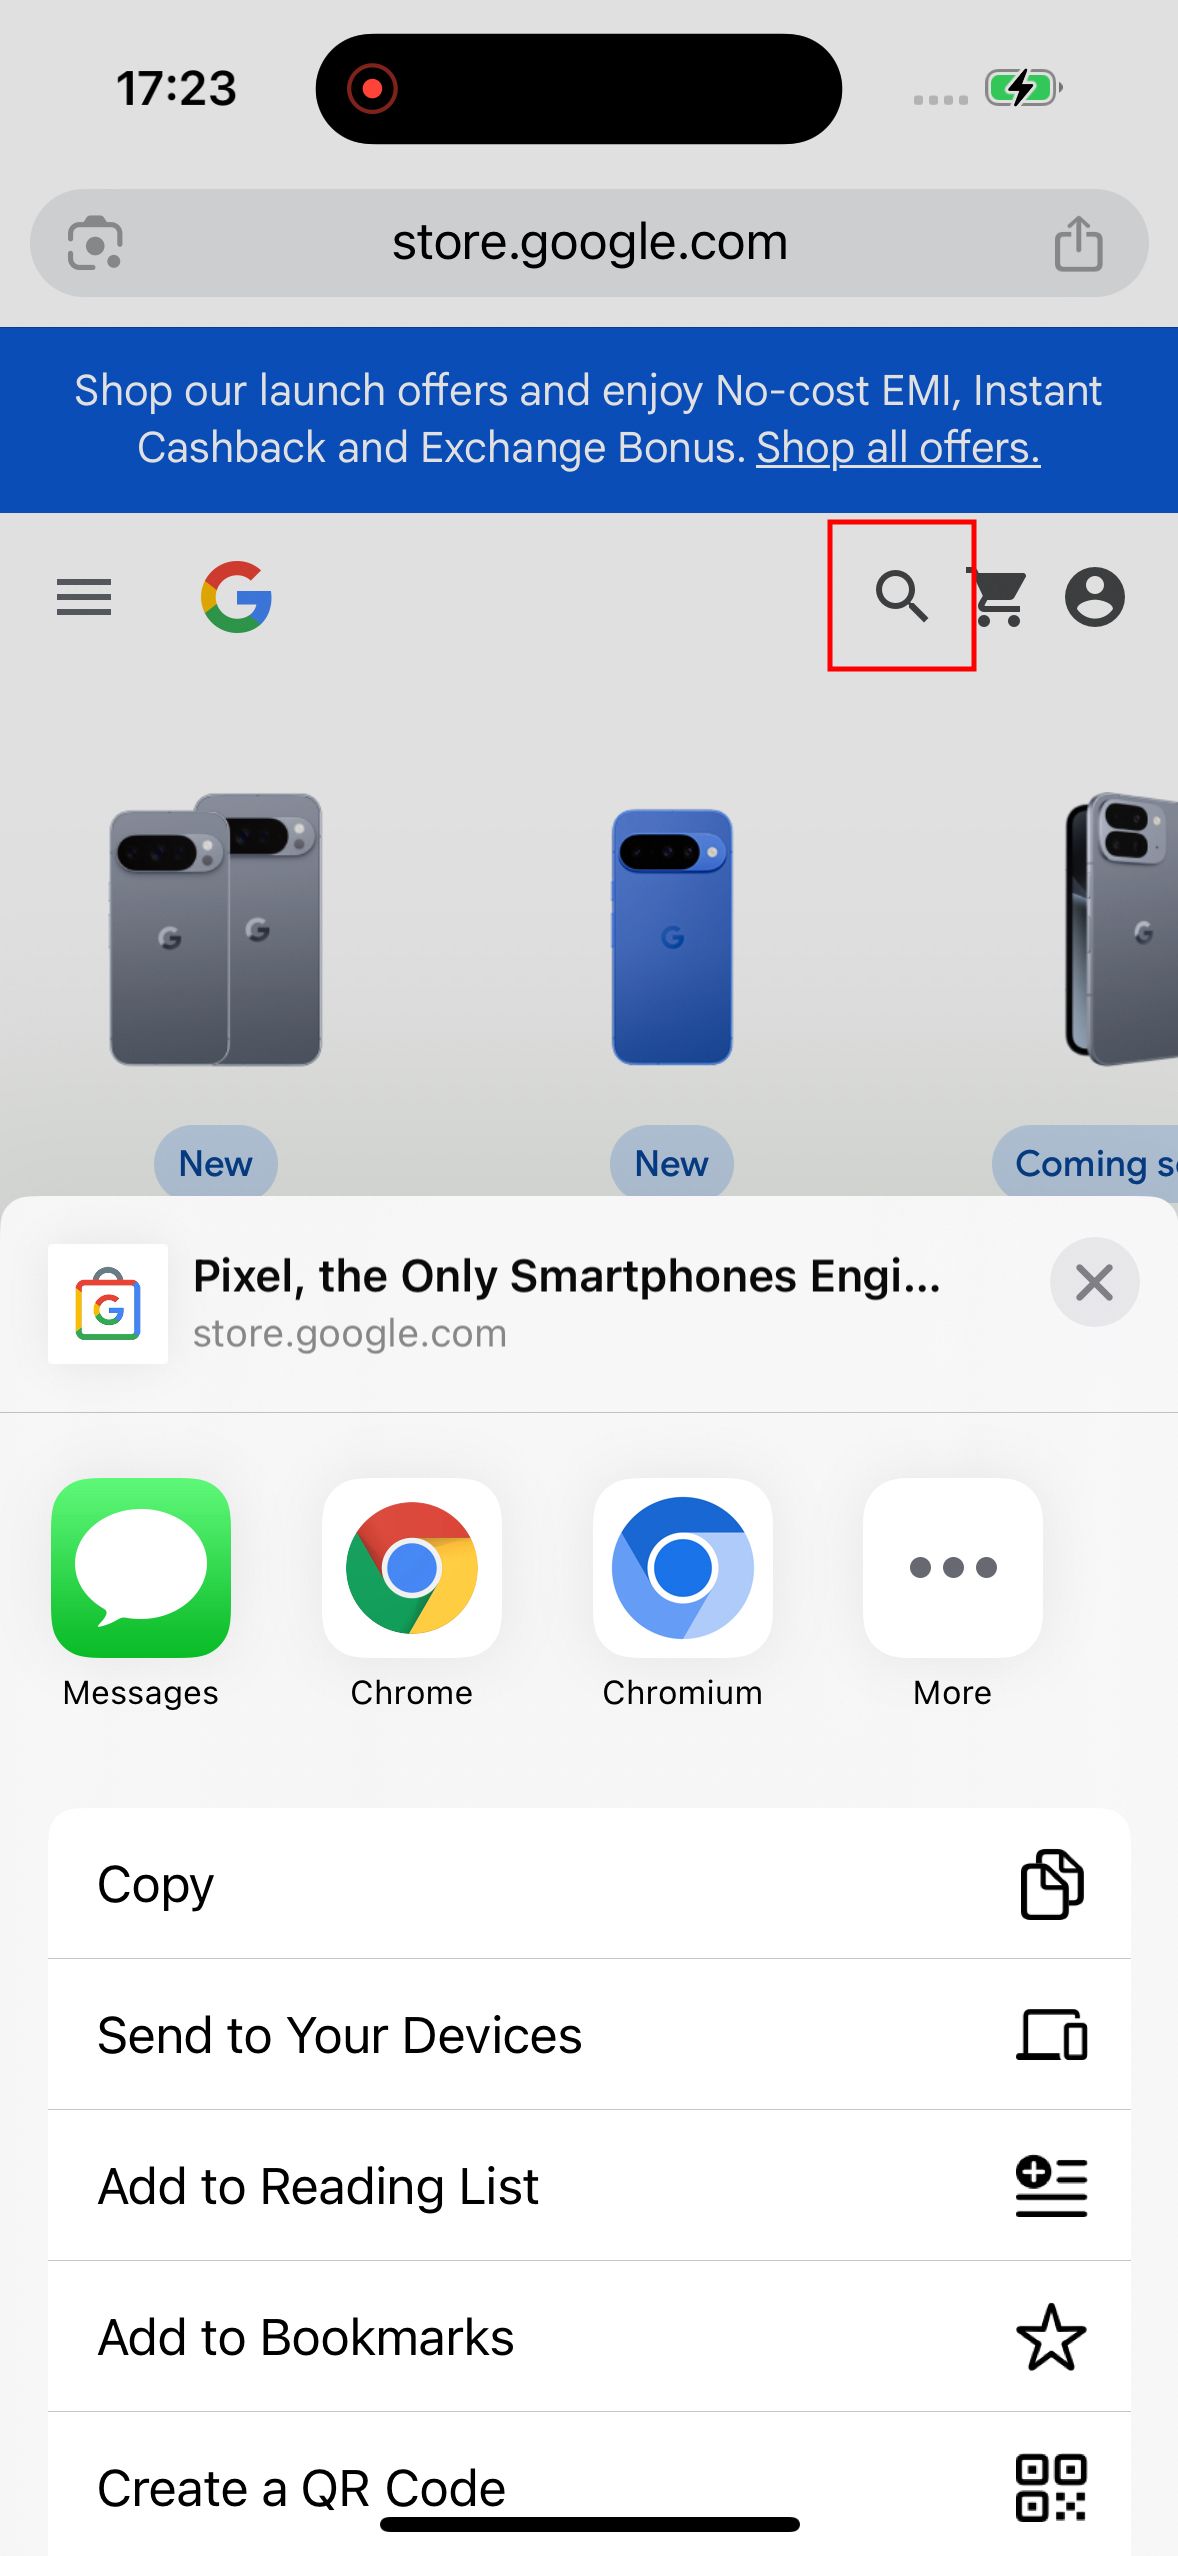 17:23
store.google.com
Shop our launch offers and enjoy No-cost EMI, Instant
Cashback and Exchange Bonus. Shop all offers.
New
New
Coming s
Pixel, the Only Smartphones Engi...
store.google.com
Messages
Chrome
Chromium
More
Copy
Send to Your Devices
Add to Reading List
Add to Bookmarks
Create a QR Code